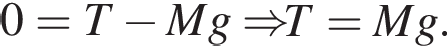 0 = T − Mg ⇒ T = Mg.